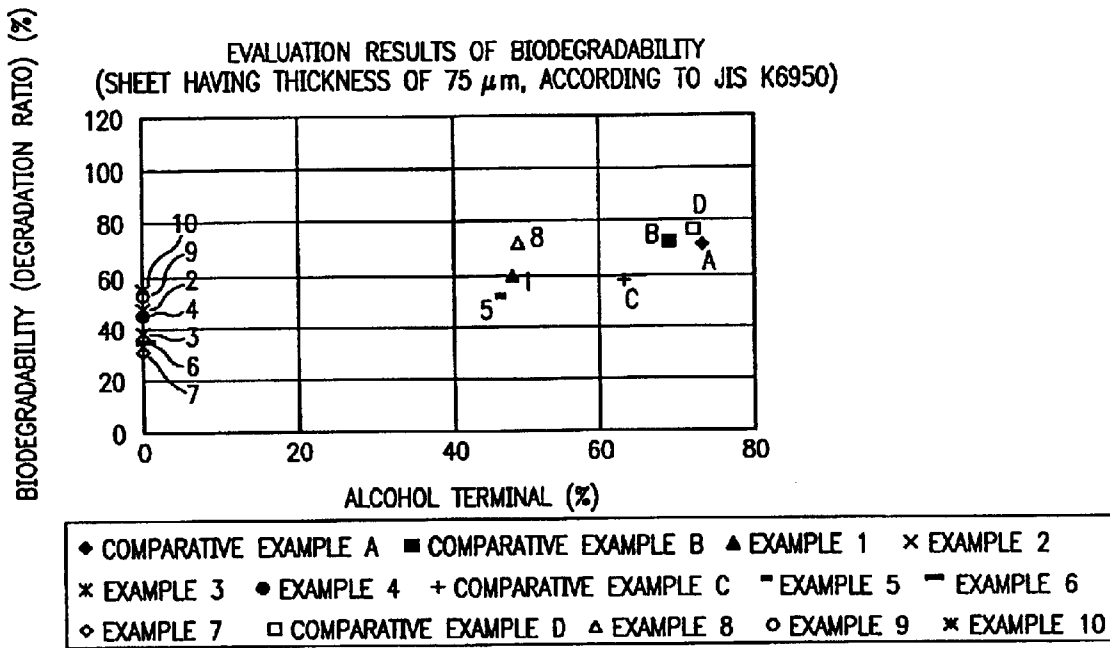 EVALUATION RESULTS OF BIODEGRADABILITY
(SHEET HAVING THICKNESS OF 75 μm, ACCORDING TO JIS K6950)
BIODEGRADABILITY (DEGRADATION RATIO) (%)
120
100
80
60
40
20
0
10
9
2
4
3
6
7
5
8
1
C
B
D
A
0
20
40
60
80
ALCOHOL TERMINAL (%)
◆ COMPARATIVE EXAMPLE A ■ COMPARATIVE EXAMPLE B ▲ EXAMPLE 1 × EXAMPLE 2
ж EXAMPLE 3 ● EXAMPLE 4 + COMPARATIVE EXAMPLE C - EXAMPLE 5 — EXAMPLE 6
◇ EXAMPLE 7 □ COMPARATIVE EXAMPLE D △ EXAMPLE 8 ○ EXAMPLE 9 ж EXAMPLE 10